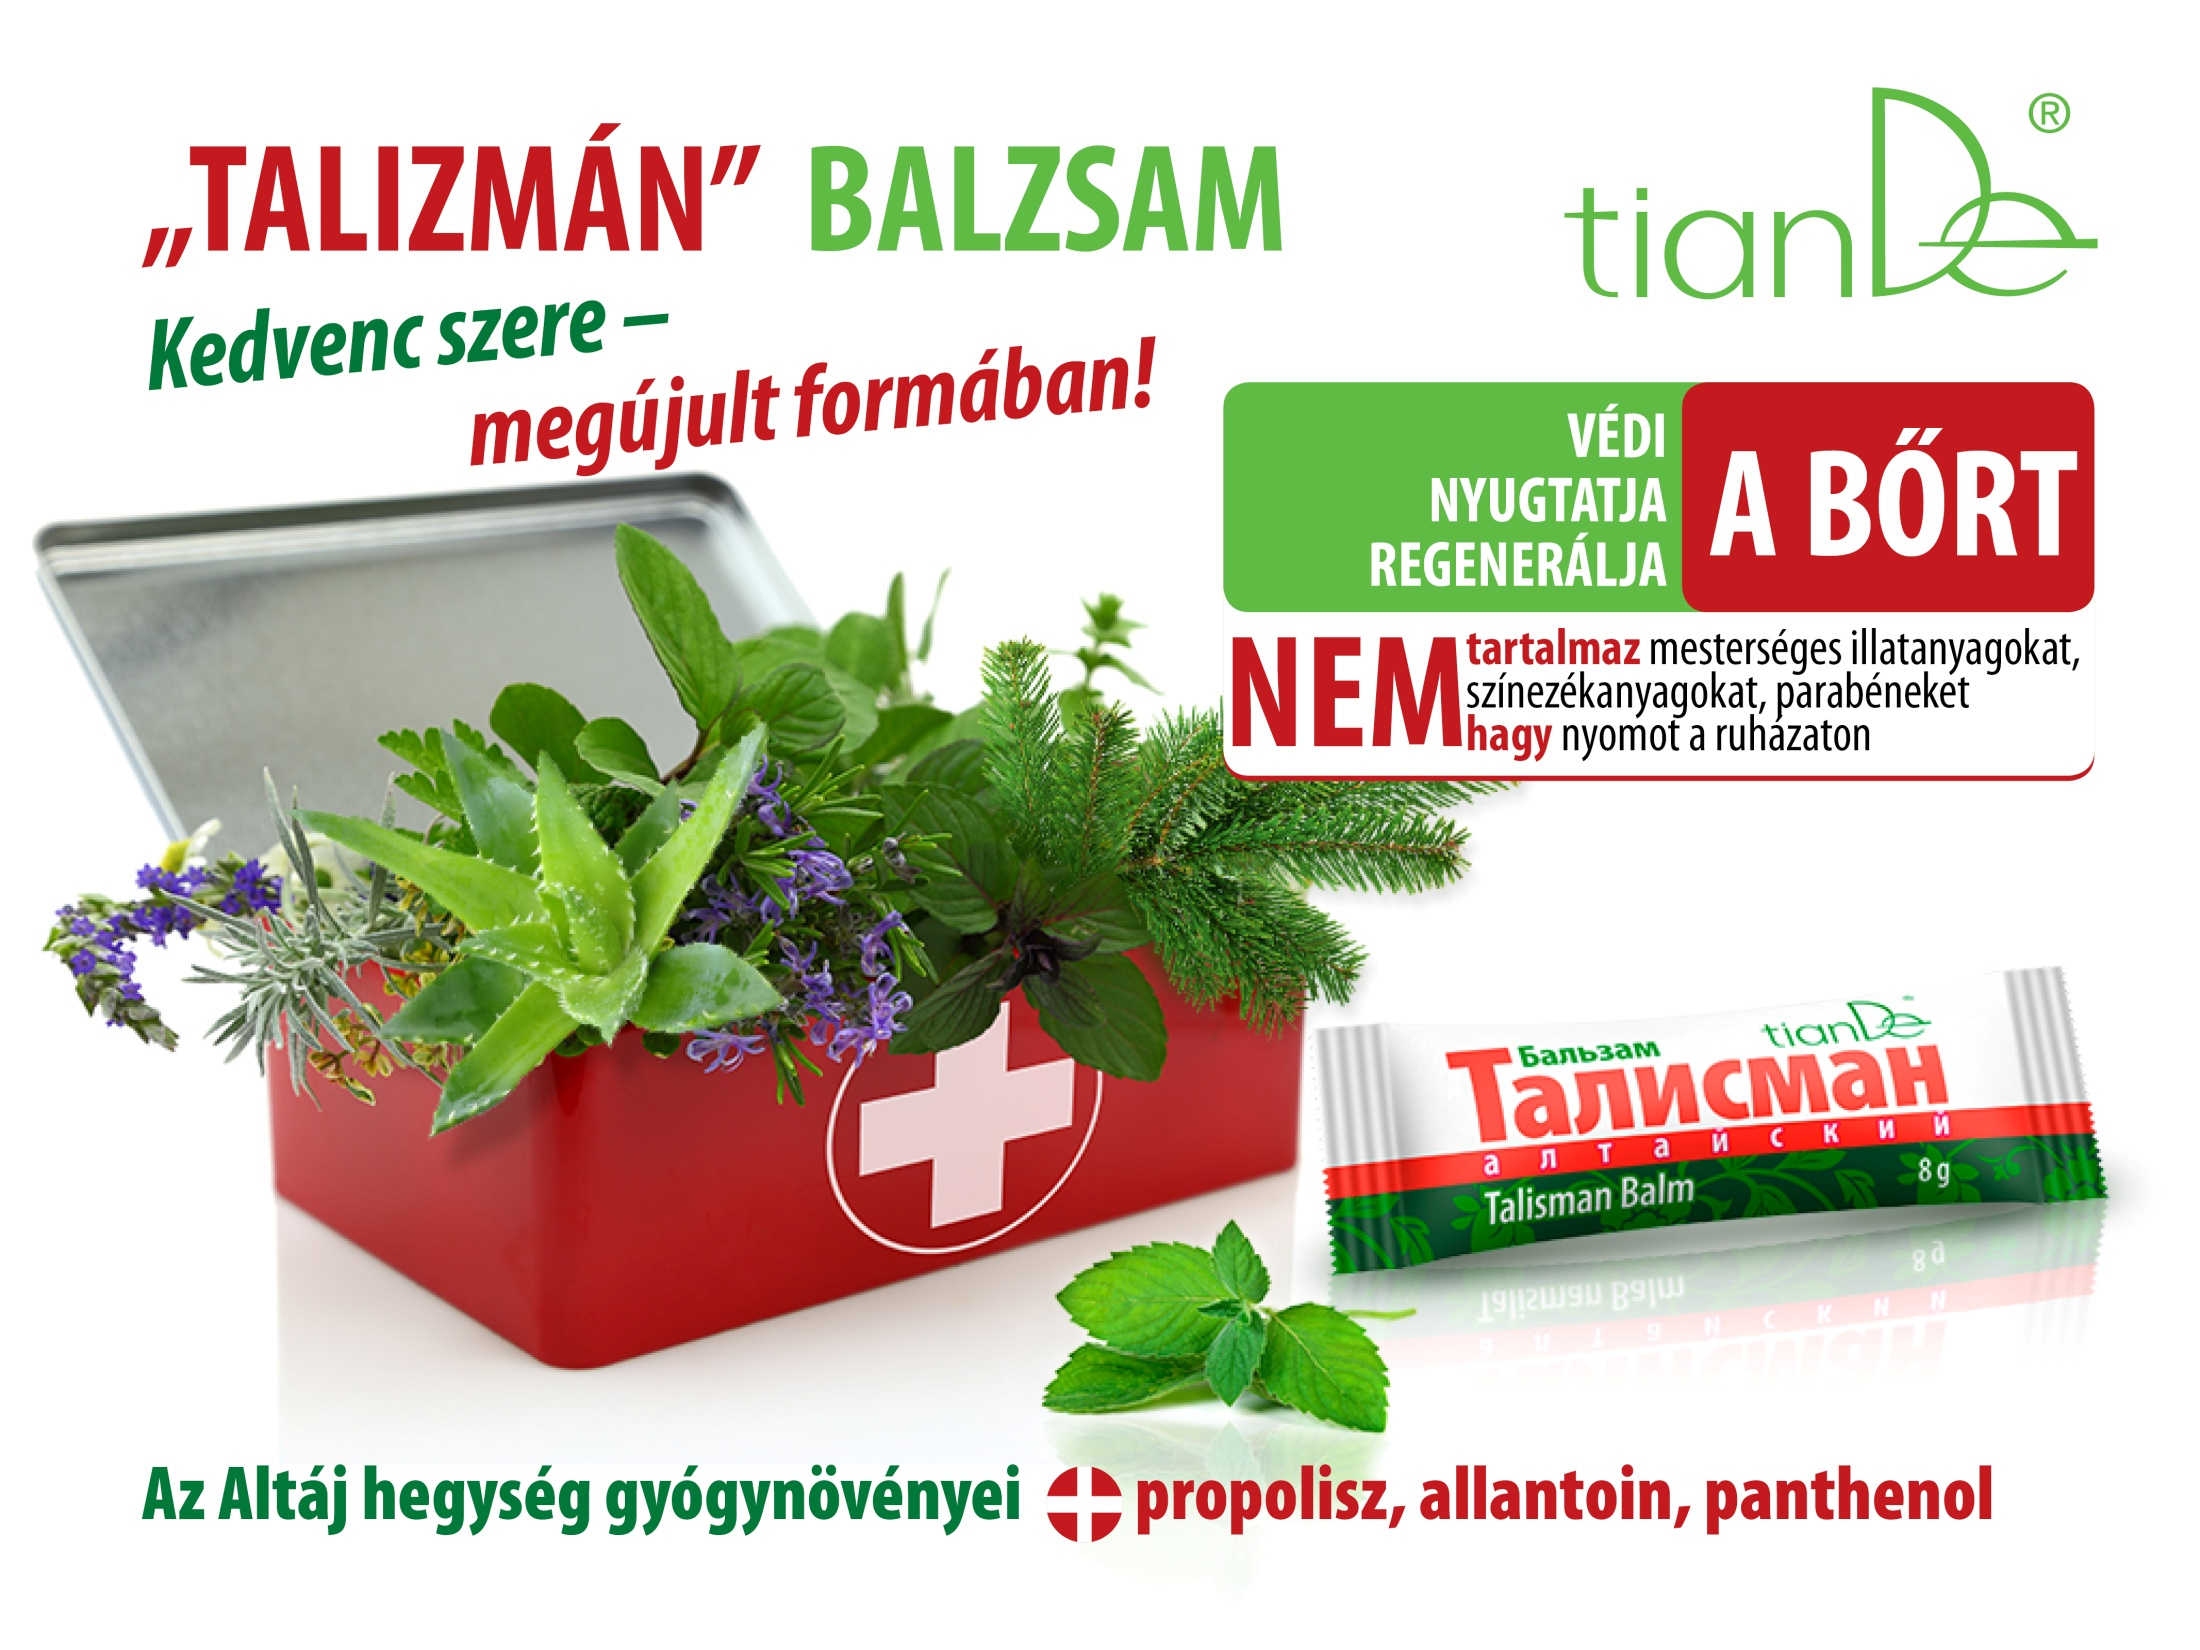 „TALIZMÁN” BALZSAM
tianDe®
Kedvenc szere –
megújult formában!
VÉDI
NYUGTATJA
REGENERÁLJA
A BŐRT
NEM
tartalmaz mesterséges illatanyagokat,
színezékanyagokat, parabéneket
hagy nyomot a ruházaton
tianDe
Бальзам
Талисман
алтайский
Talisman Balm
8 g
Az Altáj hegység gyógynövényei
propolisz, allantoin, panthenol